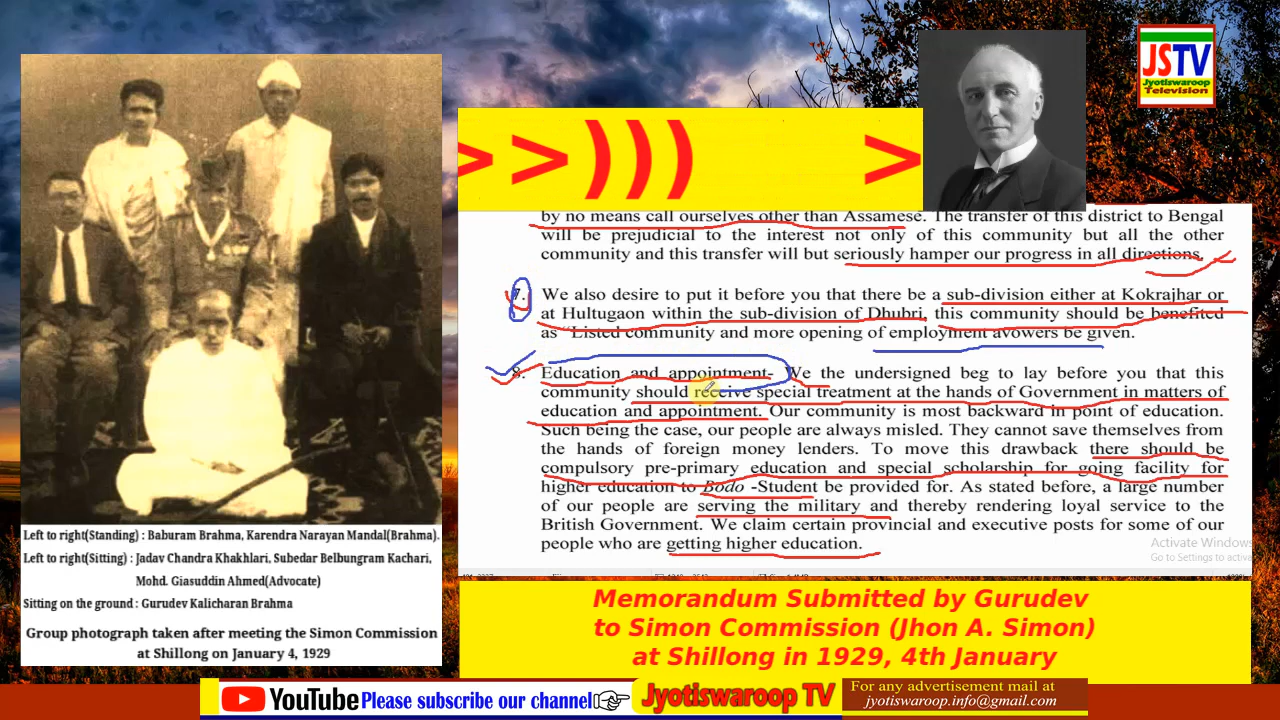 JSTV
Jyotiswaroop
Television
>>))) >
by no means call ourselves other than Assamese. The transfer of this district to Bengal
will be prejudicial to the interest not only of this community but all the other
community and this transfer will but seriously hamper our progress in all directions.
7. We also desire to put it before you that there be a sub-division either at Kokrajhar or
at Hultugaon within the sub-division of Dhubri, this community should be benefited
as “Listed community and more opening of employment avowers be given.
8. Education and appointment- We the undersigned beg to lay before you that this
community should receive special treatment at the hands of Government in matters of
education and appointment. Our community is most backward in point of education.
Such being the case, our people are always misled. They cannot save themselves from
the hands of foreign money lenders. To move this drawback there should be
compulsory pre-primary education and special scholarship for going facility for
higher education to Bodo -Student be provided for. As stated before, a large number
of our people are serving the military and thereby rendering loyal service to the
British Government. We claim certain provincial and executive posts for some of our
people who are getting higher education.
Activate Windows
Go to Settings to activa
Left to right(Standing) : Baburam Brahma, Karendra Narayan Mandal(Brahma).
Left to right(Sitting) : Jadav Chandra Khakhlari, Subedar Belbungram Kachari,
Mohd. Giasuddin Ahmed(Advocate)
Sitting on the ground : Gurudev Kalicharan Brahma
Group photograph taken after meeting the Simon Commission
at Shillong on January 4, 1929
Memorandum Submitted by Gurudev
to Simon Commission (Jhon A. Simon)
at Shillong in 1929, 4th January
YouTube Please subscribe our channel Jyotiswaroop TV
For any advertisement mail at
jyotiswaroop.info@gmail.com